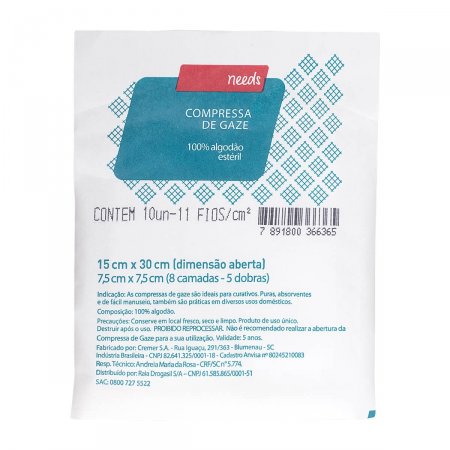 needs
COMPRESSA
DE GAZE
100% algodão
estéril
CONTEM 10un-11 FIOS/cm²
7 891800 366365
15 cm x 30 cm (dimensão aberta)
7,5 cm x 7,5 cm (8 camadas - 5 dobras)
Indicação: As compressas de gaze são ideais para curativos. Puras, absorventes
e de fácil manuseio, também são práticas em diversos usos domésticos.
Composição: 100% algodão.
Precauções: Conserve em local fresco, seco e limpo. Produto de uso único.
Destruir após o uso. PROIBIDO REPROCESSAR. Não é recomendado realizar a abertura da
Compressa de Gaze para a sua utilização. Validade: 5 anos.
Fabricado por: Cremer S.A. - Rua Iguaçu, 291/363 - Blumenau - SC
Indústria Brasileira - CNPJ 82.641.325/0001-18 - Cadastro Anvisa nº 80245210083
Resp. Técnico: Andreia Maria da Rosa - CRF/SC nº 5.774.
Distribuído por: Raia Drogasil S/A – CNPJ 61.585.865/0001-51
SAC: 0800 727 5522